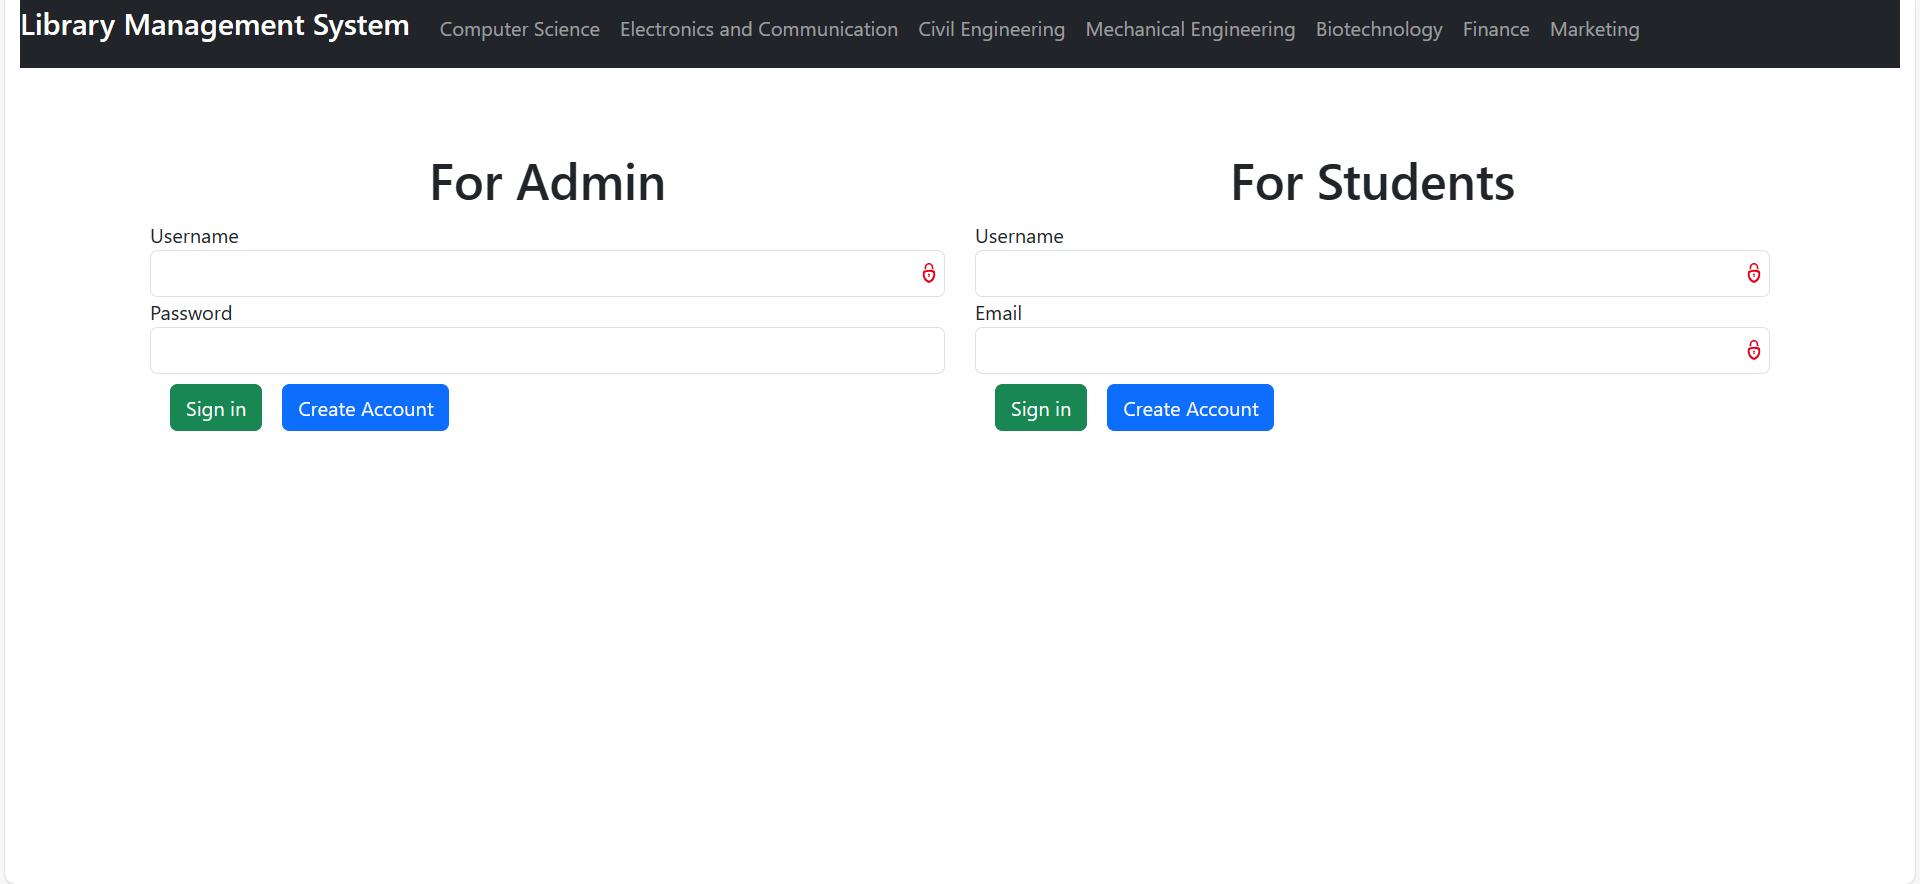 Library Management System Computer Science Electronics and Communication Civil Engineering Mechanical Engineering Biotechnology Finance Marketing
For Admin
Username
Password
Sign in Create Account
For Students
Username
Email
Sign in Create Account